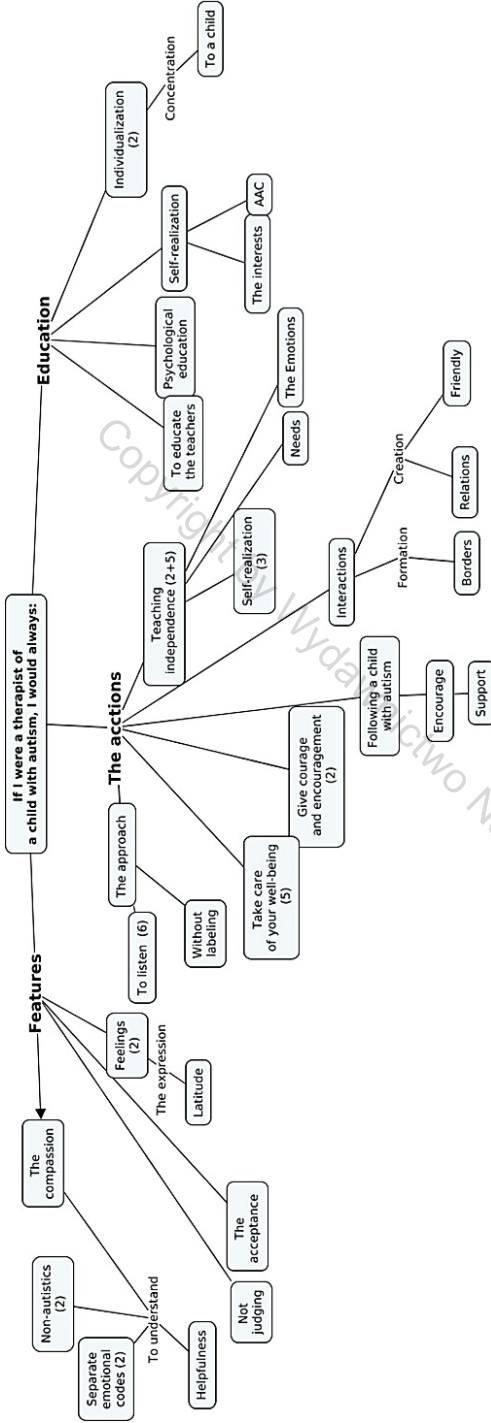 If I were a therapist of
a child with autism, I would always:
Features
The acctions
Education
The
compassion
Non-autistics
(2)
Separate
emotional
codes (2)
To understand
Helpfulness
Not
judging
The
acceptance
Feelings
(2)
The expression
Latitude
The approach
To listen (6)
Without
labeling
Take care
of your well-being
(5)
Give courage
and encouragement
(2)
Following a child
with autism
Encourage
Support
Interactions
Formation
Borders
Creation
Relations
Friendly
Teaching
independence (2+5)
Self-realization
(3)
Needs
The Emotions
To educate
the teachers
Psychological
education
Self-realization
The interests
AAC
Individualization
(2)
Concentration
To a child
Copyright by Wydawnictwo